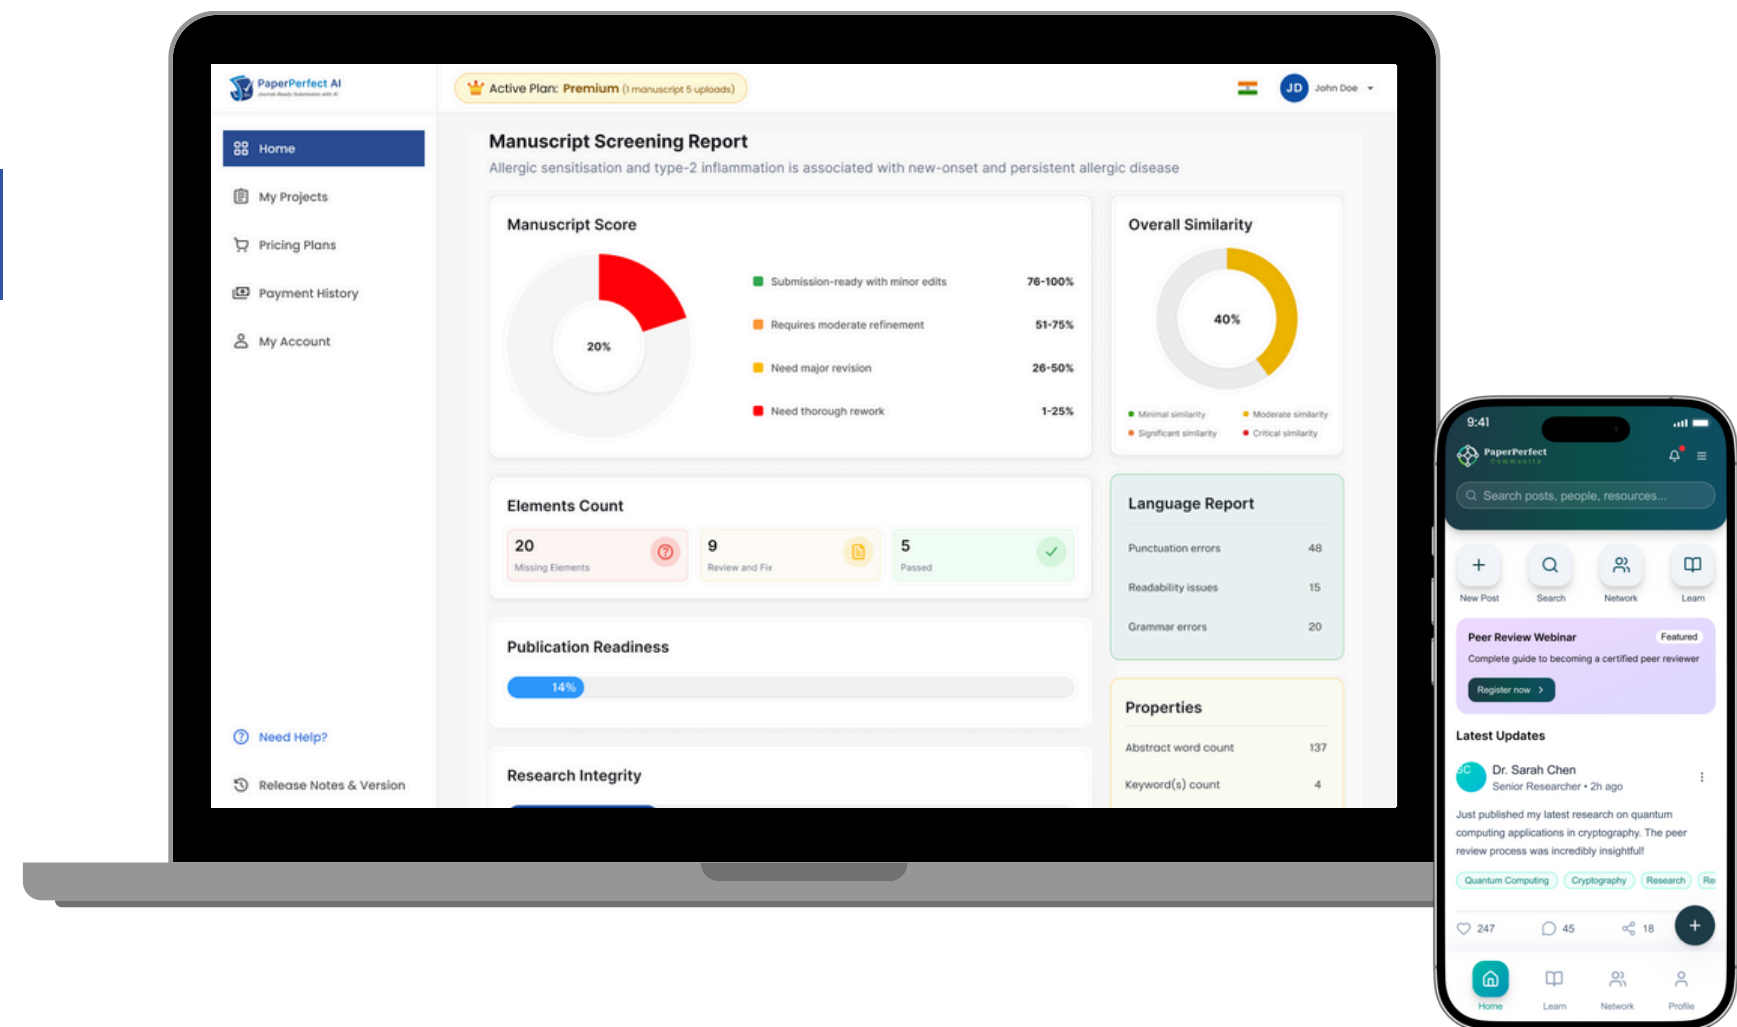 PaperPerfect AI
Journal-Ready Submission with AI
Active Plan: Premium (1 manuscript 5 uploads)
JD
John Doe
Home
My Projects
Pricing Plans
Payment History
My Account
Need Help?
Release Notes & Version
Manuscript Screening Report
Allergic sensitisation and type-2 inflammation is associated with new-onset and persistent allergic disease
Manuscript Score
20%
Submission-ready with minor edits 76-100%
Requires moderate refinement 51-75%
Need major revision 26-50%
Need thorough rework 1-25%
Overall Similarity
40%
Minimal similarity Moderate similarity
Significant similarity Critical similarity
Elements Count
20
Missing Elements
9
Review and Fix
5
Passed
Publication Readiness
14%
Research Integrity
Language Report
Punctuation errors 48
Readability issues 15
Grammar errors 20
Properties
Abstract word count 137
Keyword(s) count 4
9:41
PaperPerfect
Community
Search posts, people, resources...
New Post
Search
Network
Learn
Peer Review Webinar
Featured
Complete guide to becoming a certified peer reviewer
Register now
Latest Updates
SC
Dr. Sarah Chen
Senior Researcher • 2h ago
Just published my latest research on quantum
computing applications in cryptography. The peer
review process was incredibly insightful!
Quantum Computing Cryptography Research Re
247 45 18
Home Learn Network Profile